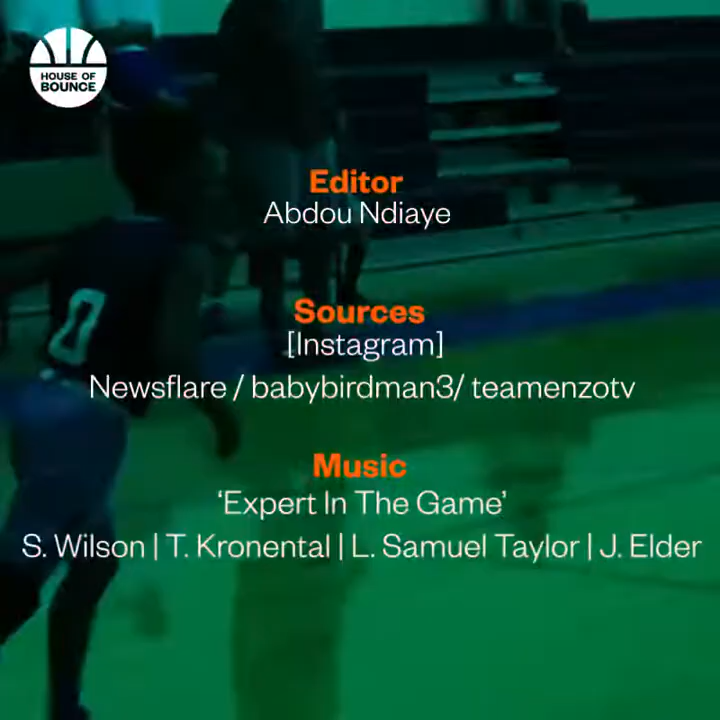 HOUSE OF
BOUNCE
Editor
Abdou Ndiaye
Sources
[Instagram]
Newsflare / babybirdman3/ teamenzotv
Music
‘Expert In The Game’
S. Wilson | T. Kronental | L. Samuel Taylor | J. Elder
0